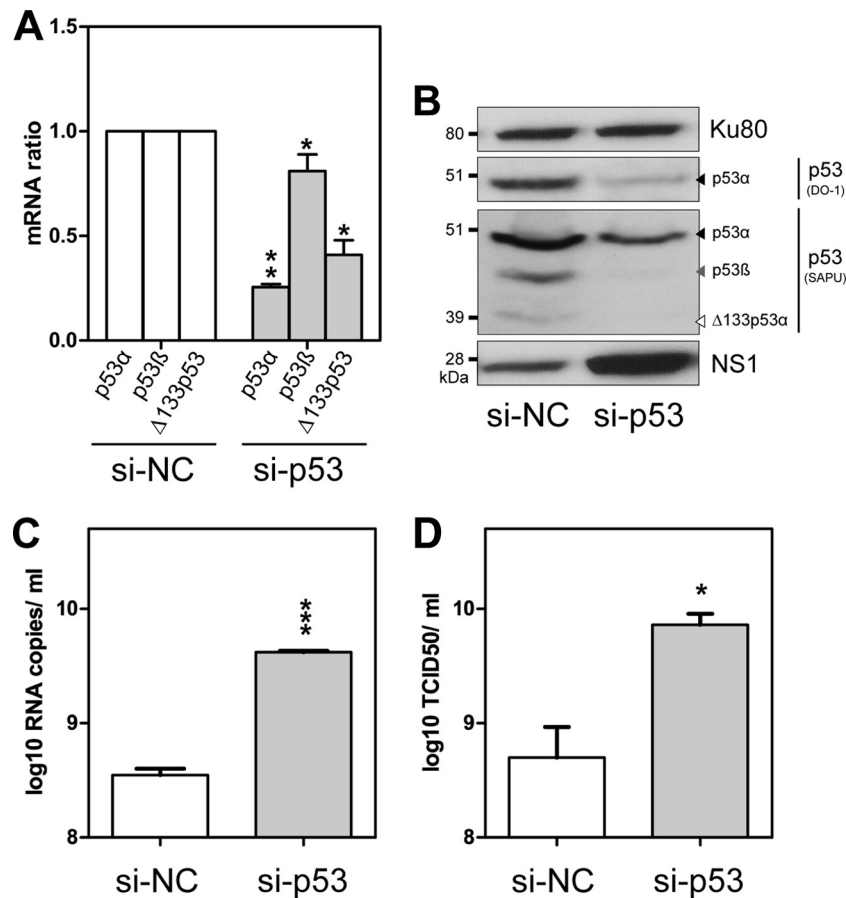 A
mRNA ratio
1.5
1.0
0.5
0.0
**
*
*
p53α
p53ß
Δ133p53
p53α
p53ß
Δ133p53
si-NC
si-p53
B
80
Ku80
51
p53α
p53
(DO-1)
51
p53α
p53ß
p53
(SAPU)
39
Δ133p53α
28
kDa
NS1
si-NC
si-p53
C
log10 RNA copies/ ml
10
9
8
***
si-NC
si-p53
D
log10 TCID50/ ml
10
9
8
*
si-NC
si-p53